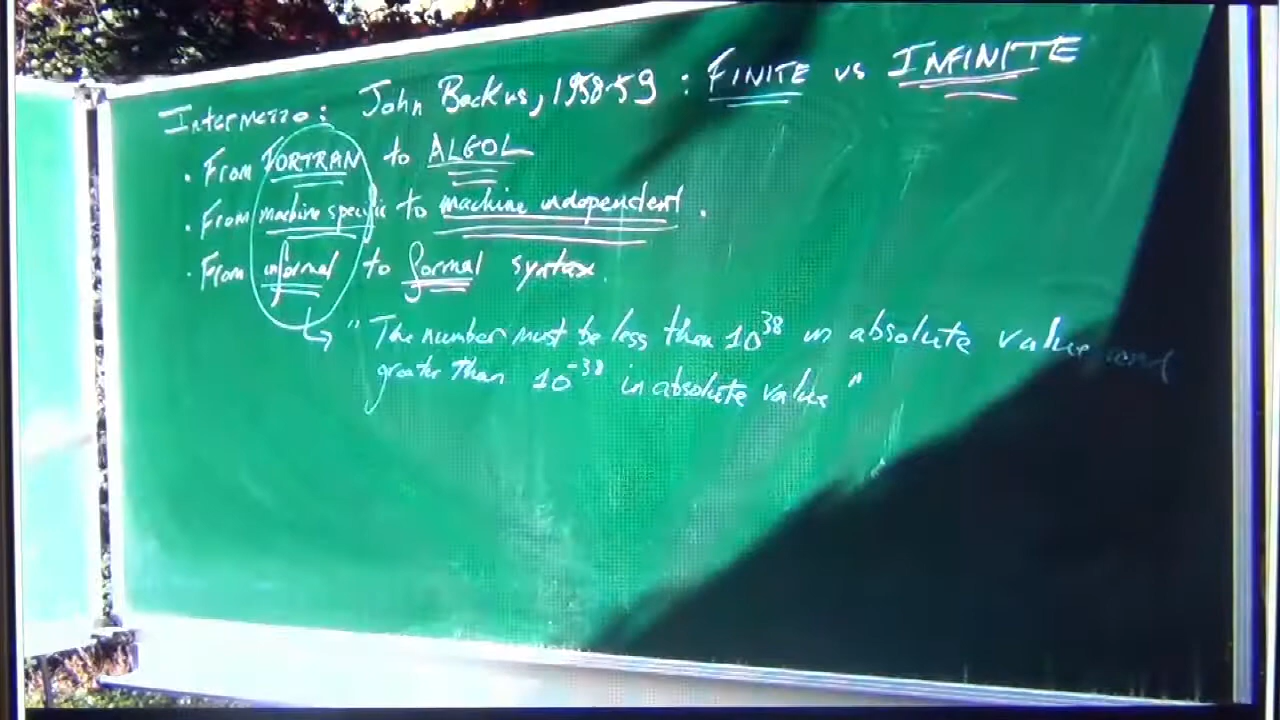 Intermezzo: John Backus, 1958-59: FINITE vs INFINITE
. From FORTRAN to ALGOL
. From machine specific to machine independent.
. From informal to formal syntax.
"The number must be less than 10^38 in absolute value and
greater than 10^-38 in absolute value"